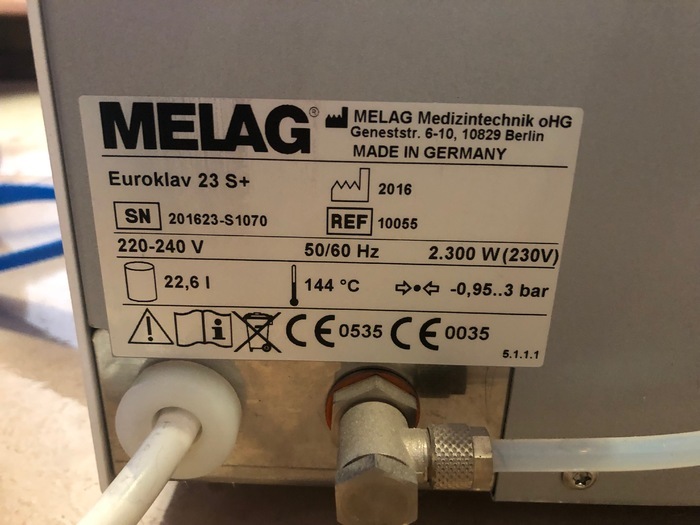 MELAG®
MELAG Medizintechnik oHG
Geneststr. 6-10, 10829 Berlin
MADE IN GERMANY
Euroklav 23 S+
2016
SN 201623-S1070
REF 10055
220-240 V 50/60 Hz 2.300 W (230V)
22,6 l 144 °C -0,95..3 bar
CE 0535 CE 0035
5.1.1.1